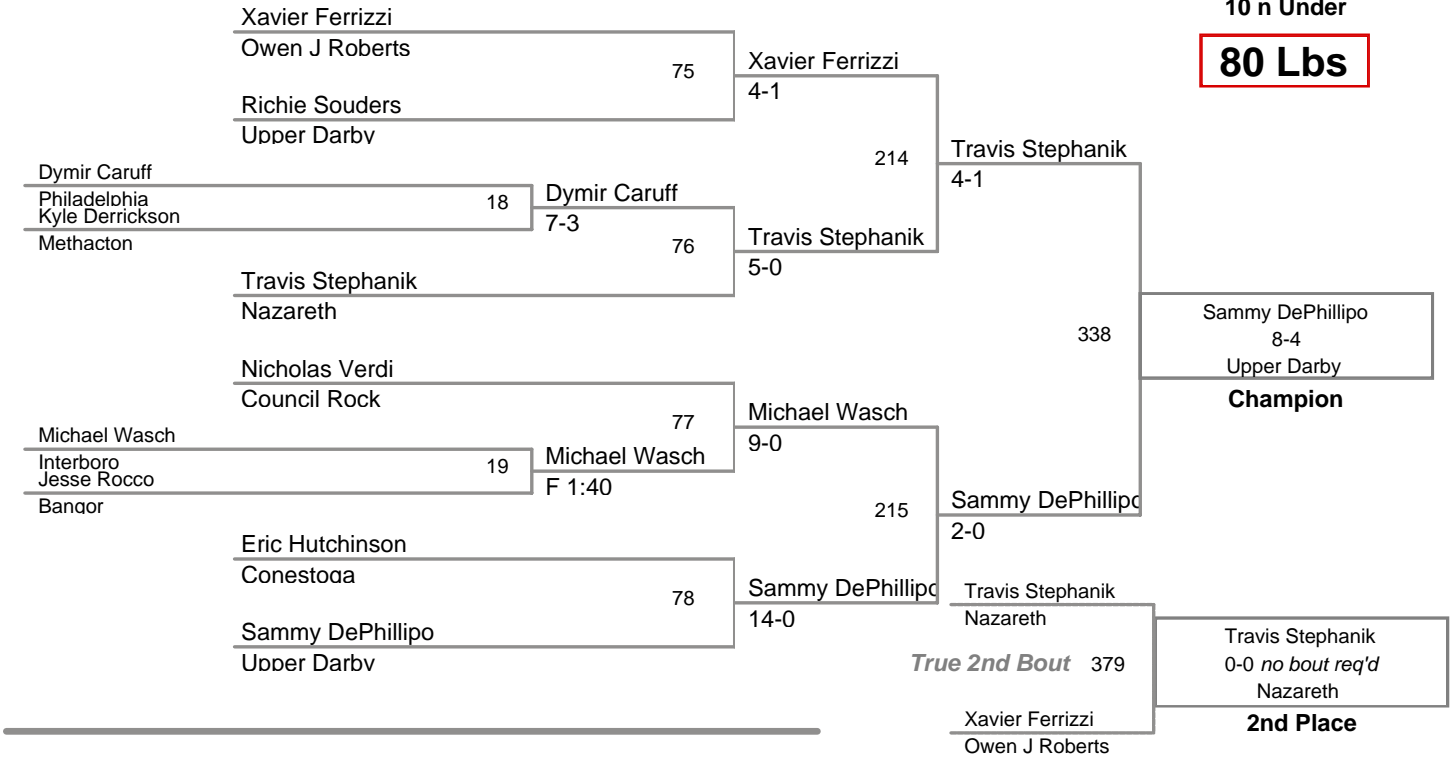 10 n Under
80 Lbs
Xavier Ferrizzi
Owen J Roberts
75
Richie Souders
Upper Darby
Xavier Ferrizzi
4-1
214
Travis Stephanik
4-1
Dymir Caruff
Philadelphia
18
Kyle Derrickson
Methacton
Dymir Caruff
7-3
76
Travis Stephanik
5-0
Travis Stephanik
Nazareth
338
Sammy DePhillipo
8-4
Upper Darby
Champion
Nicholas Verdi
Council Rock
77
Michael Wasch
9-0
Michael Wasch
Interboro
19
Jesse Rocco
Bangor
Michael Wasch
F 1:40
215
Sammy DePhillipo
2-0
Eric Hutchinson
Conestoga
78
Sammy DePhillipo
14-0
Sammy DePhillipo
Upper Darby
Travis Stephanik
Nazareth
True 2nd Bout 379
Xavier Ferrizzi
Owen J Roberts
Travis Stephanik
0-0 no bout req'd
Nazareth
2nd Place